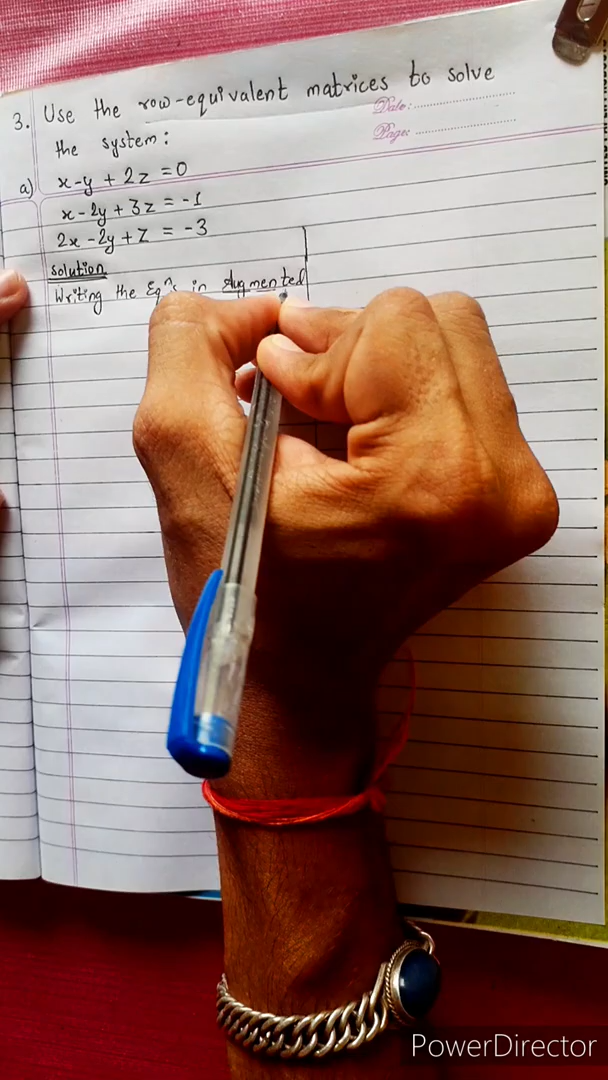 3. Use the row-equivalent matrices to solve
Date:
the system:
Page:
a) x-y + 2z = 0
x - 2y + 3z = -1
2x - 2y + z = -3
solution
Writing the Eqns in Augmented
PowerDirector